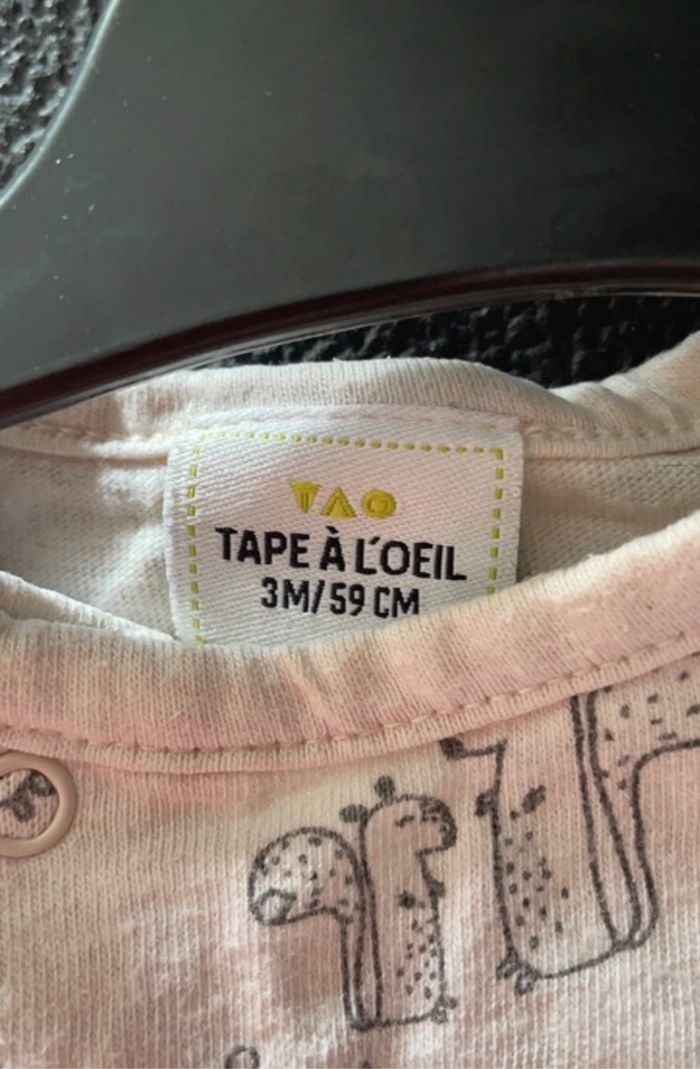 TAO
TAPE À L'OEIL
3M/59 CM